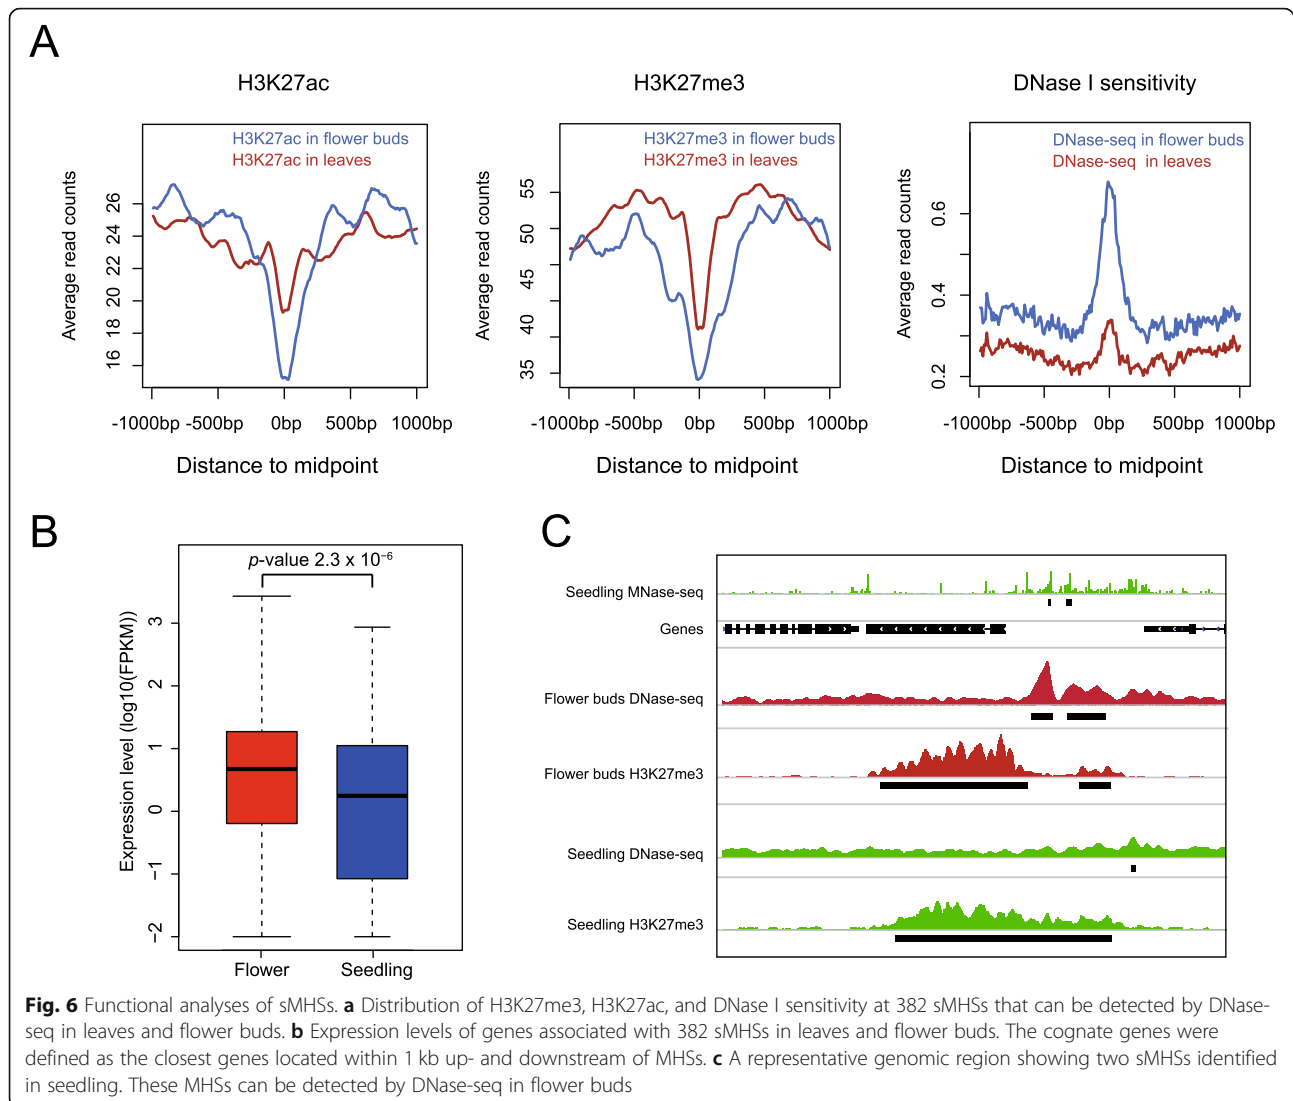 A
H3K27ac
H3K27me3
DNase I sensitivity
H3K27ac in flower buds
H3K27ac in leaves
H3K27me3 in flower buds
H3K27me3 in leaves
DNase-seq in flower buds
DNase-seq in leaves
Average read counts
26
24
22
20
18
16
Average read counts
55
50
40
35
Average read counts
0.6
0.4
0.2
-1000bp -500bp 0bp 500bp 1000bp
-1000bp -500bp 0bp 500bp 1000bp
-1000bp -500bp 0bp 500bp 1000bp
Distance to midpoint
Distance to midpoint
Distance to midpoint
B
p-value 2.3 x 10⁻⁶
Expression level (log10(FPKM))
3
2
1
0
−1
−2
Flower
Seedling
C
Seedling MNase-seq
Genes
Flower buds DNase-seq
Flower buds H3K27me3
Seedling DNase-seq
Seedling H3K27me3
Fig. 6 Functional analyses of sMHSs. a Distribution of H3K27me3, H3K27ac, and DNase I sensitivity at 382 sMHSs that can be detected by DNase-
seq in leaves and flower buds. b Expression levels of genes associated with 382 sMHSs in leaves and flower buds. The cognate genes were
defined as the closest genes located within 1 kb up- and downstream of MHSs. c A representative genomic region showing two sMHSs identified
in seedling. These MHSs can be detected by DNase-seq in flower buds